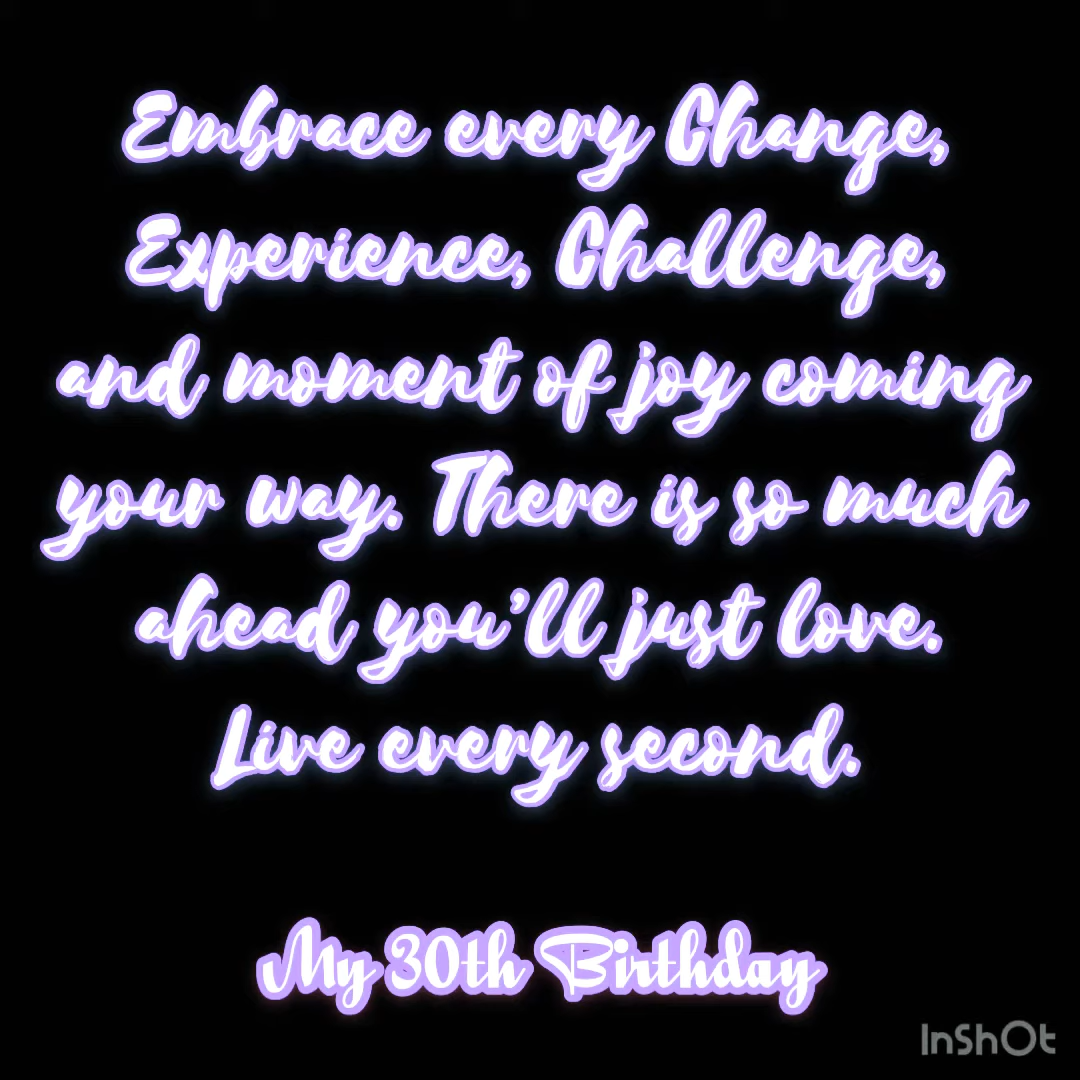 Embrace every Change,
Experience, Challenge,
and moment of joy coming
your way. There is so much
ahead you'll just love.
Live every second.
My 30th Birthday
InShOt